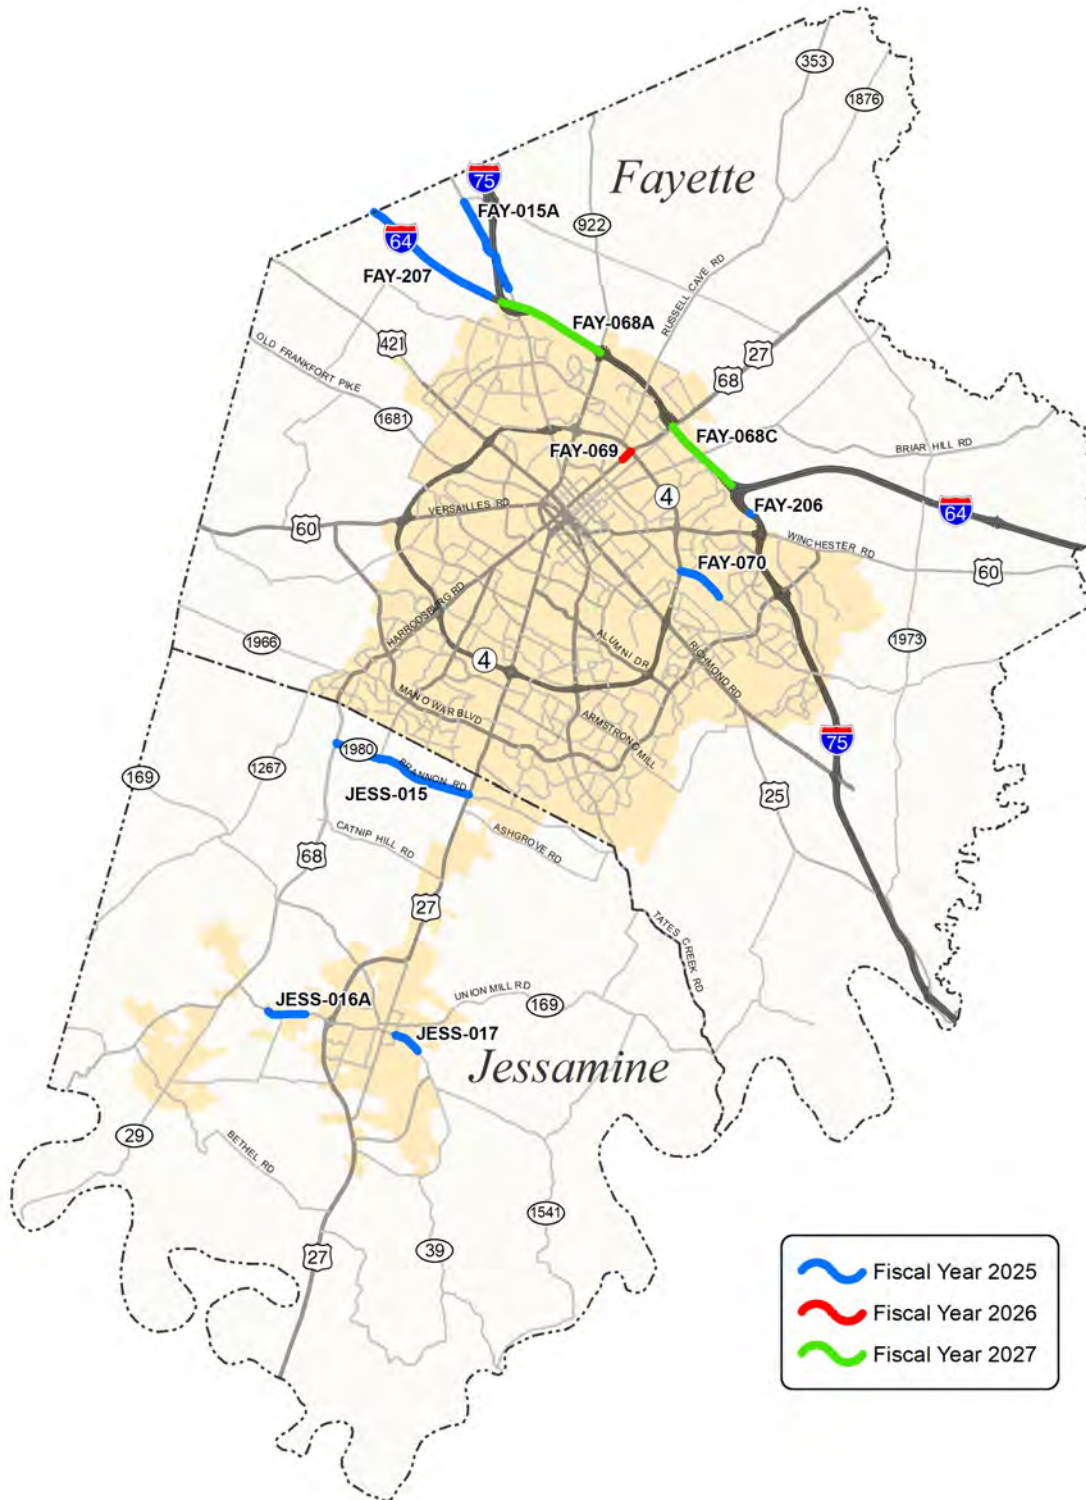 353
1876
Fayette
75
FAY-015A
922
64
FAY-207
RUSSELL CAVE RD
FAY-068A
27
421
68
OLD FRANKFORT PIKE
1681
FAY-068C
BRIAR HILL RD
FAY-069
4
FAY-206
64
VERSAILLES RD
60
WINCHESTER RD
FAY-070
60
HARRODSBURG RD
1966
ALUMNI DR
RICHMOND RD
1973
4
MAN O WAR BLVD
ARMSTRONG MILL
75
1980
BRANNON RD
169
1267
JESS-015
25
CATNIP HILL RD
ASHGROVE RD
68
27
TATES CREEK RD
JESS-016A
UNION MILL RD
169
JESS-017
Jessamine
29
BETHEL RD
1541
39
27
Fiscal Year 2025
Fiscal Year 2026
Fiscal Year 2027